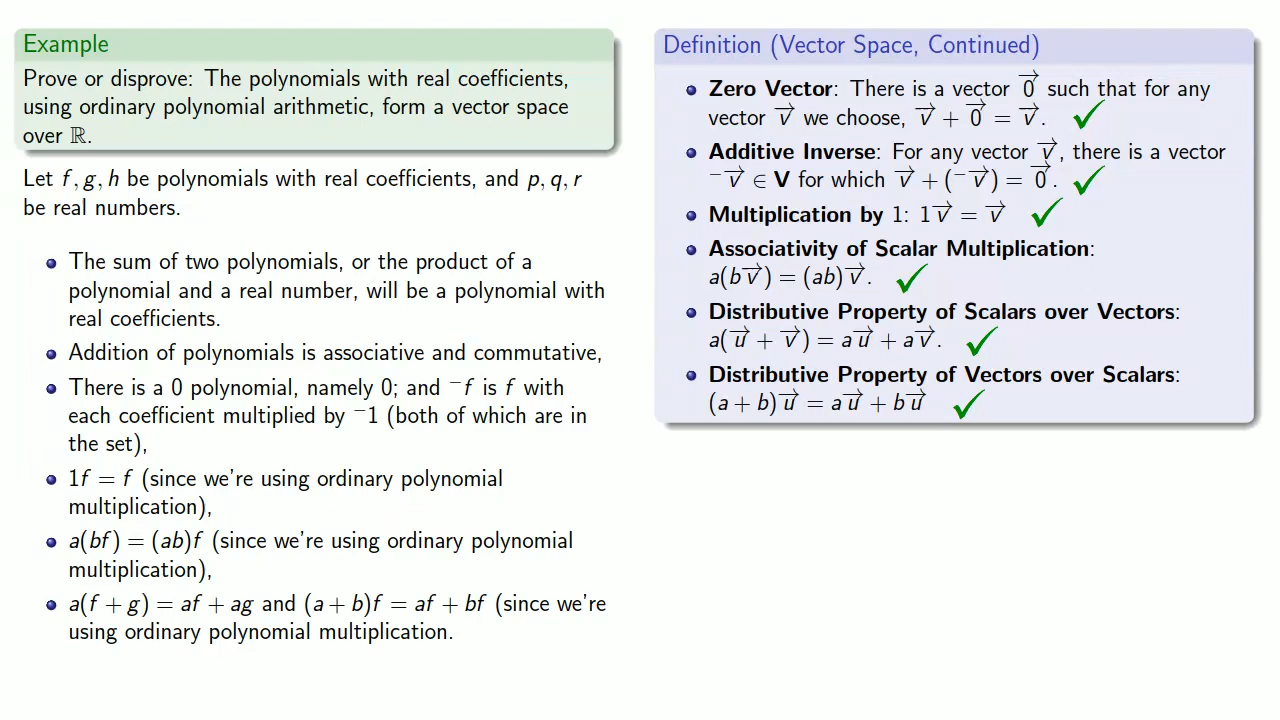 Example
Prove or disprove: The polynomials with real coefficients,
using ordinary polynomial arithmetic, form a vector space
over ℝ.
Let f, g, h be polynomials with real coefficients, and p, q, r
be real numbers.
• The sum of two polynomials, or the product of a
polynomial and a real number, will be a polynomial with
real coefficients.
• Addition of polynomials is associative and commutative,
• There is a 0 polynomial, namely 0; and ⁻f is f with
each coefficient multiplied by ⁻1 (both of which are in
the set),
• 1f = f (since we're using ordinary polynomial
multiplication),
• a(bf) = (ab)f (since we're using ordinary polynomial
multiplication),
• a(f + g) = af + ag and (a + b)f = af + bf (since we're
using ordinary polynomial multiplication.
Definition (Vector Space, Continued)
• Zero Vector: There is a vector 0⃗ such that for any
vector v⃗ we choose, v⃗ + 0⃗ = v⃗. ✓
• Additive Inverse: For any vector v⃗, there is a vector
⁻v⃗ ∈ V for which v⃗ + (⁻v⃗) = 0⃗. ✓
• Multiplication by 1: 1v⃗ = v⃗ ✓
• Associativity of Scalar Multiplication:
a(bv⃗) = (ab)v⃗. ✓
• Distributive Property of Scalars over Vectors:
a(u⃗ + v⃗) = au⃗ + av⃗. ✓
• Distributive Property of Vectors over Scalars:
(a + b)u⃗ = au⃗ + bu⃗ ✓